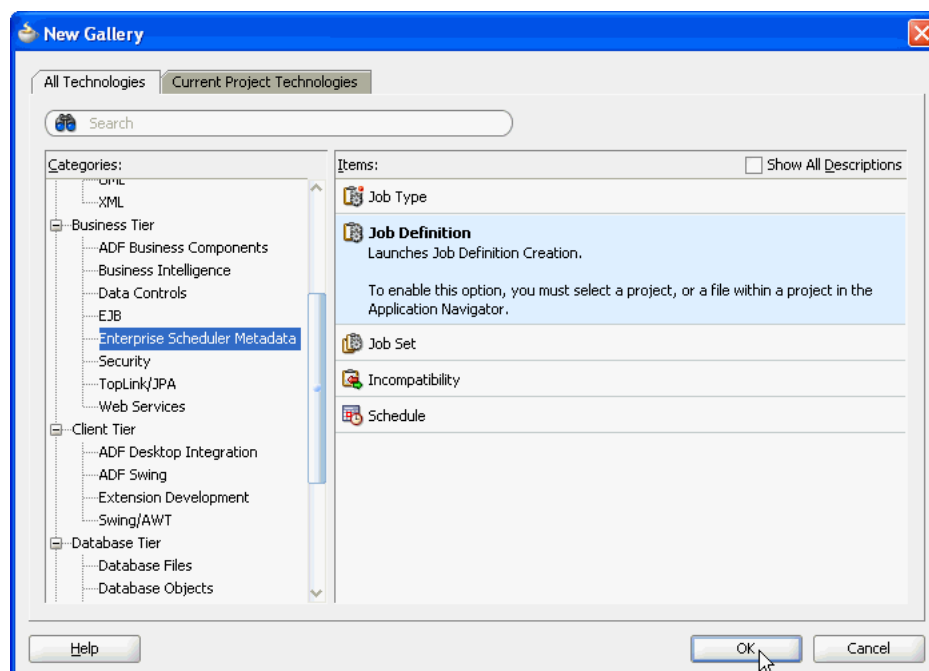 New Gallery
All Technologies
Current Project Technologies
Search
Categories:
UML
XML
Business Tier
ADF Business Components
Business Intelligence
Data Controls
EJB
Enterprise Scheduler Metadata
Security
TopLink/JPA
Web Services
Client Tier
ADF Desktop Integration
ADF Swing
Extension Development
Swing/AWT
Database Tier
Database Files
Database Objects
Items:
Show All Descriptions
Job Type
Job Definition
Launches Job Definition Creation.
To enable this option, you must select a project, or a file within a project in the
Application Navigator.
Job Set
Incompatibility
Schedule
Help
OK
Cancel